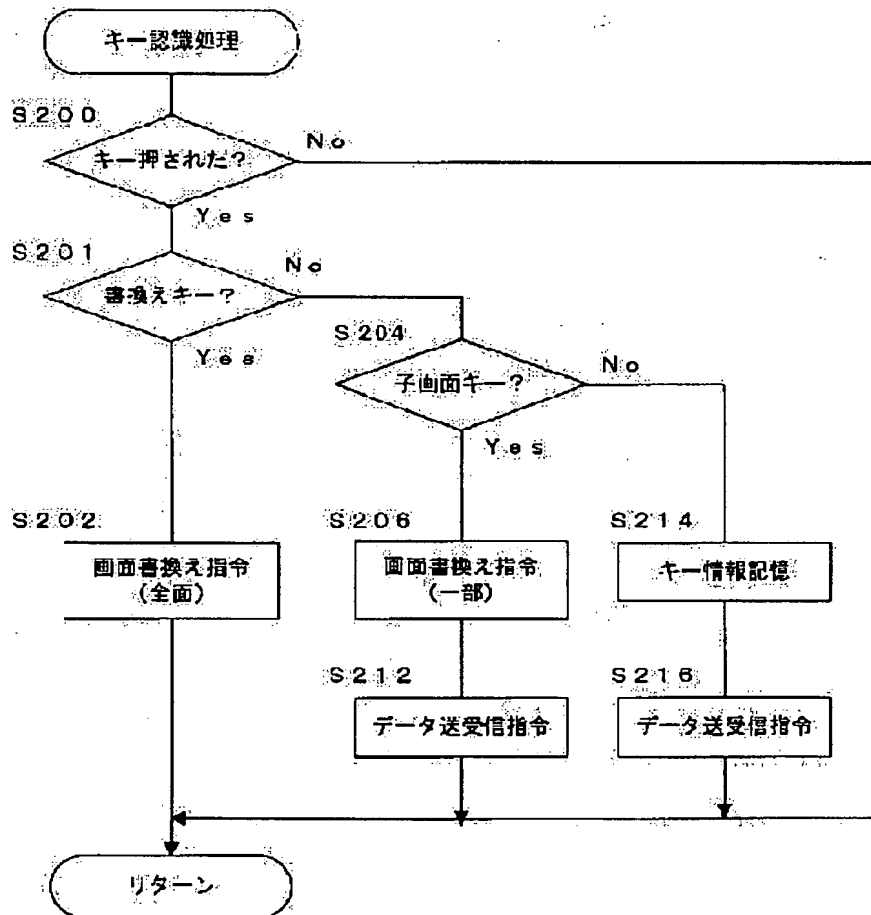 キー認識処理
S200
キー押された?
No
Yes
S201
書換えキー?
No
Yes
S204
子画面キー?
No
Yes
S202
画面書換え指令
(全面)
S206
画面書換え指令
(一部)
S214
キー情報記憶
S212
データ送受信指令
S216
データ送受信指令
リターン